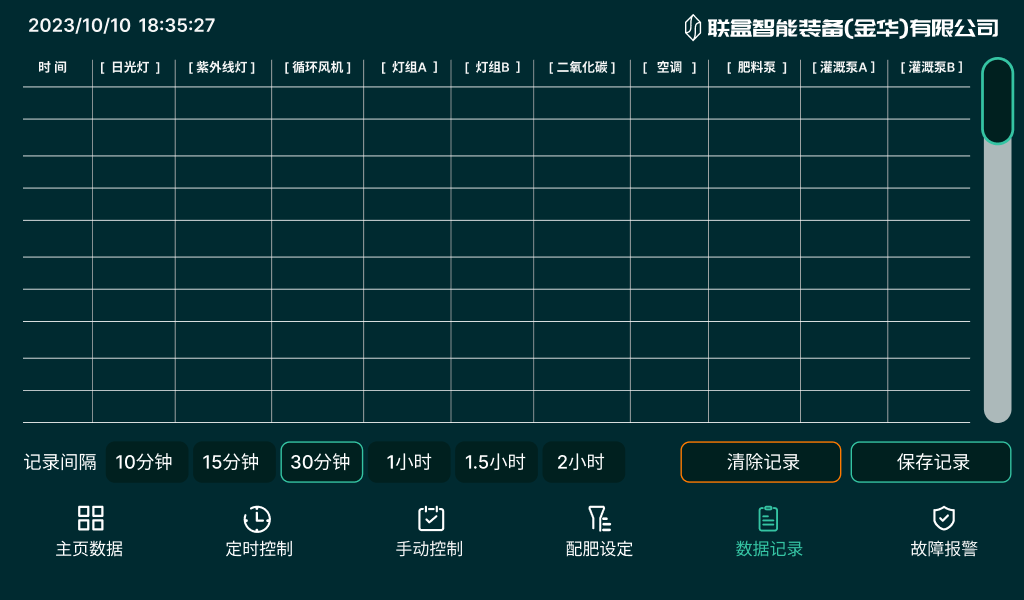 2023/10/10 18:35:27 联盒智能装备(金华)有限公司
时间 [ 日光灯 ] [ 紫外线灯 ] [ 循环风机 ] [ 灯组A ] [ 灯组B ] [ 二氧化碳 ] [ 空调 ] [ 肥料泵 ] [ 灌溉泵A ] [ 灌溉泵B ]
记录间隔 10分钟 15分钟 30分钟 1小时 1.5小时 2小时 清除记录 保存记录
主页数据 定时控制 手动控制 配肥设定 数据记录 故障报警